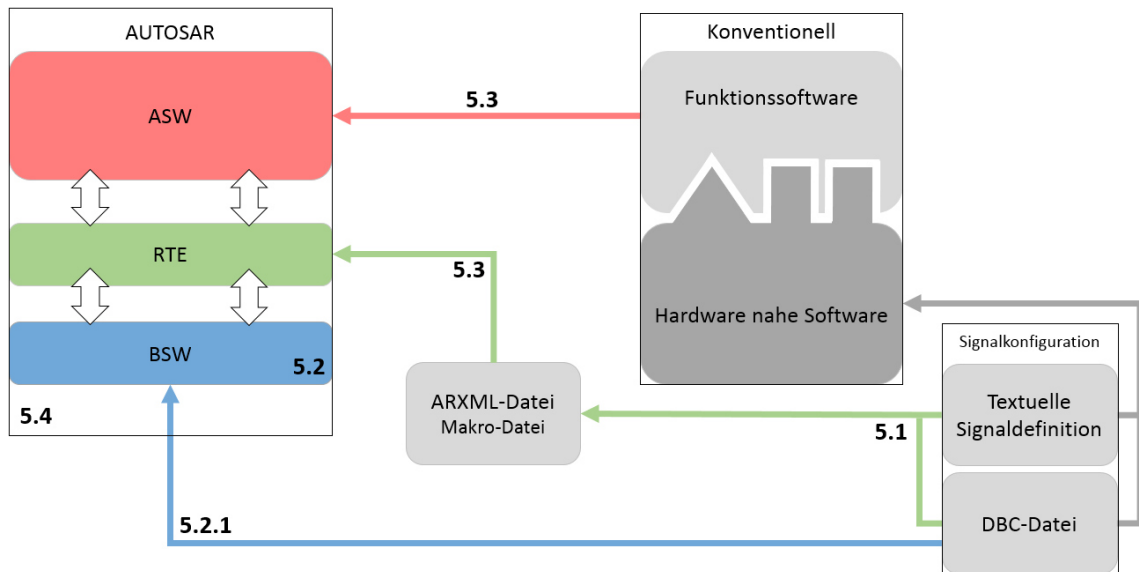 AUTOSAR
ASW
RTE
BSW
5.2
5.4
5.3
5.3
5.2.1
Konventionell
Funktionssoftware
Hardware nahe Software
ARXML-Datei
Makro-Datei
5.1
Signalkonfiguration
Textuelle
Signaldefinition
DBC-Datei